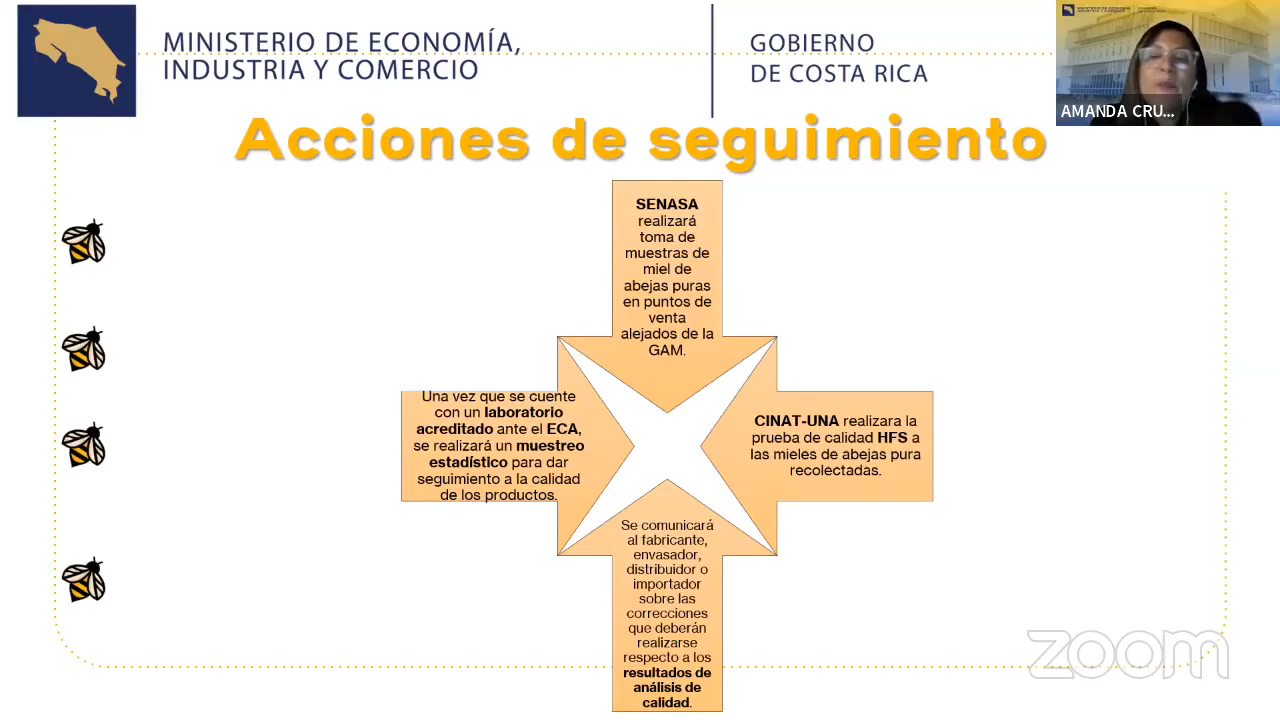 MINISTERIO DE ECONOMÍA,
INDUSTRIA Y COMERCIO
GOBIERNO
DE COSTA RICA
AMANDA CRU...
Acciones de seguimiento
SENASA
realizará
toma de
muestras de
miel de
abejas puras
en puntos de
venta
alejados de la
GAM.
Una vez que se cuente
con un laboratorio
acreditado ante el ECA,
se realizará un muestreo
estadístico para dar
seguimiento a la calidad
de los productos.
CINAT-UNA realizara la
prueba de calidad HFS a
las mieles de abejas pura
recolectadas.
Se comunicará
al fabricante,
envasador,
distribuidor o
importador
sobre las
correcciones
que deberán
realizarse
respecto a los
resultados de
análisis de
calidad.
zoom